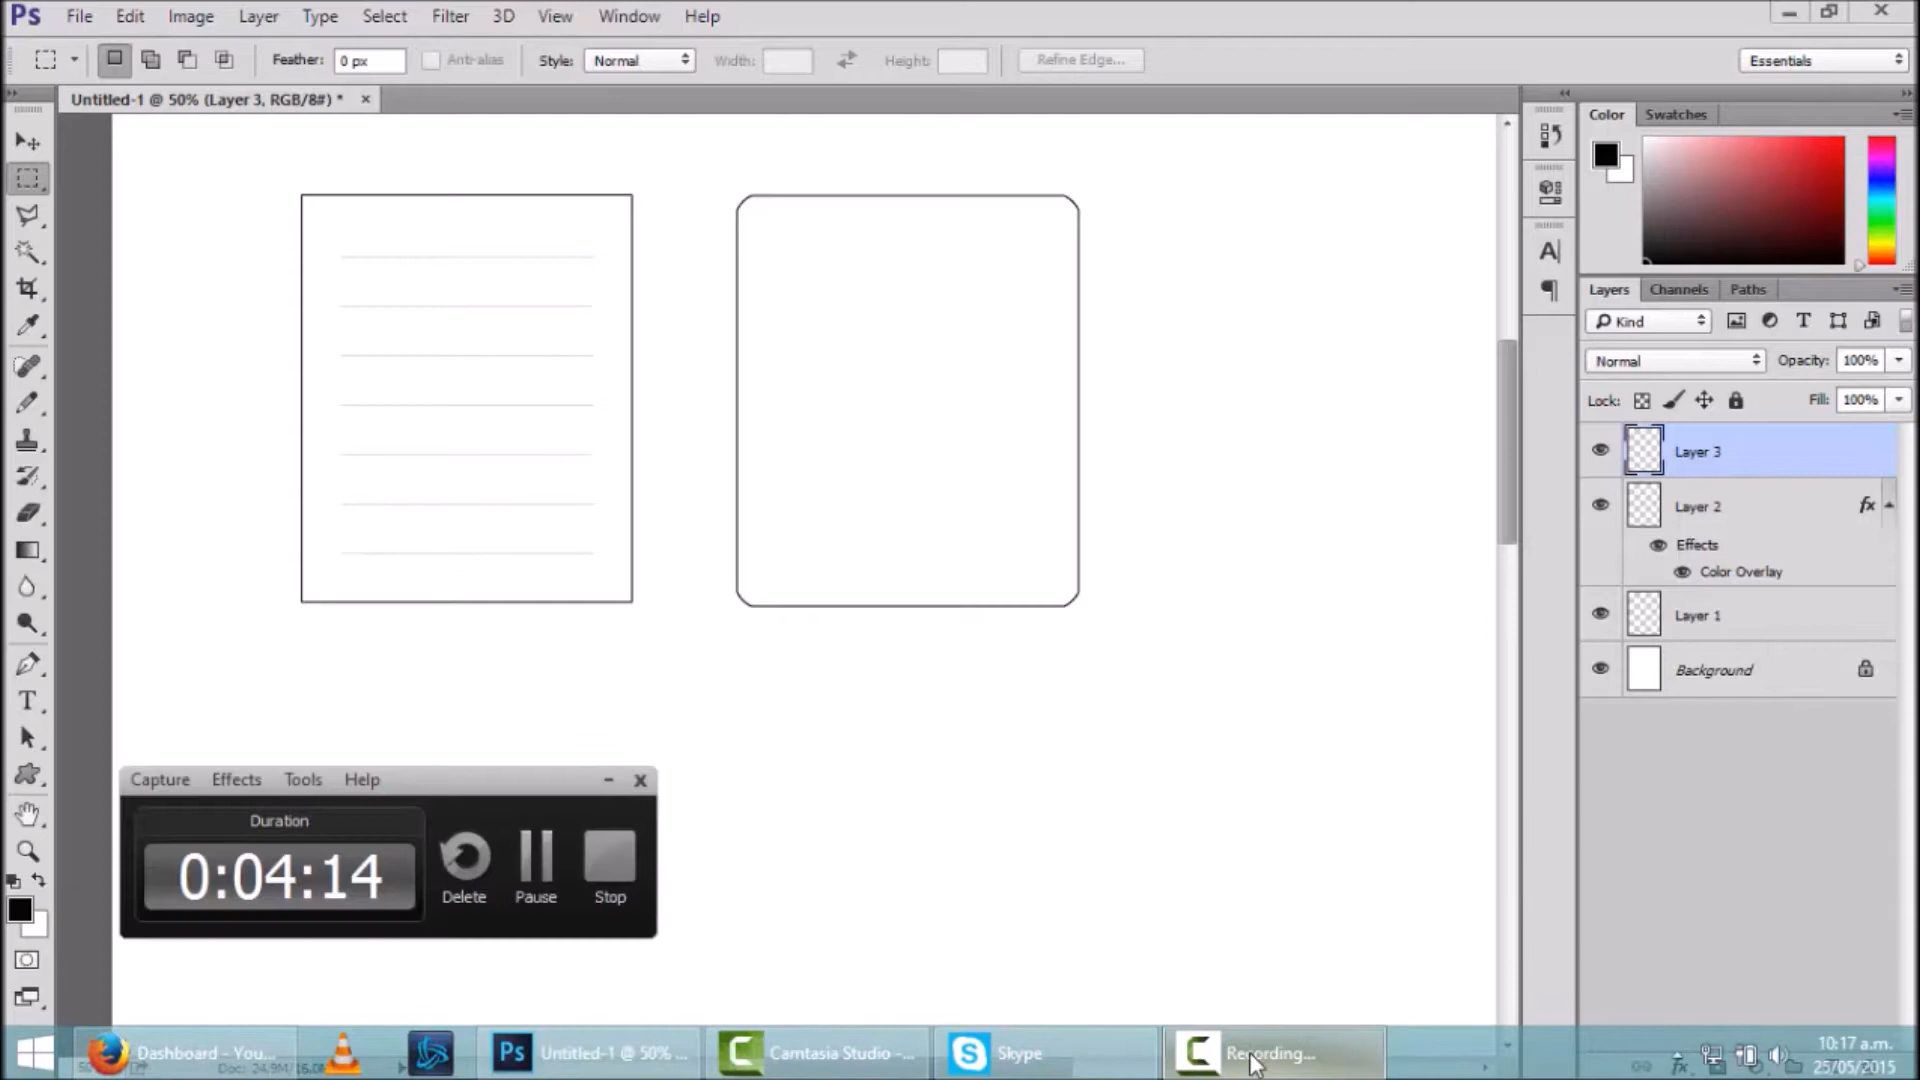 Ps File Edit Image Layer Type Select Filter 3D View Window Help
Feather: 0 px Anti-alias Style: Normal Width: Height: Refine Edge... Essentials
Untitled-1 @ 50% (Layer 3, RGB/8#) * ×
Color Swatches
Layers Channels Paths
Kind
Normal Opacity: 100%
Lock: Fill: 100%
Layer 3
Layer 2 fx
Effects
Color Overlay
Layer 1
Background
Capture Effects Tools Help
Duration
0:04:14
Delete Pause Stop
Dashboard - You... Ps Untitled-1 @ 50% ... Camtasia Studio -... Skype Recording...
Doc: 24.9M/16.0M
10:17 a.m.
25/05/2015